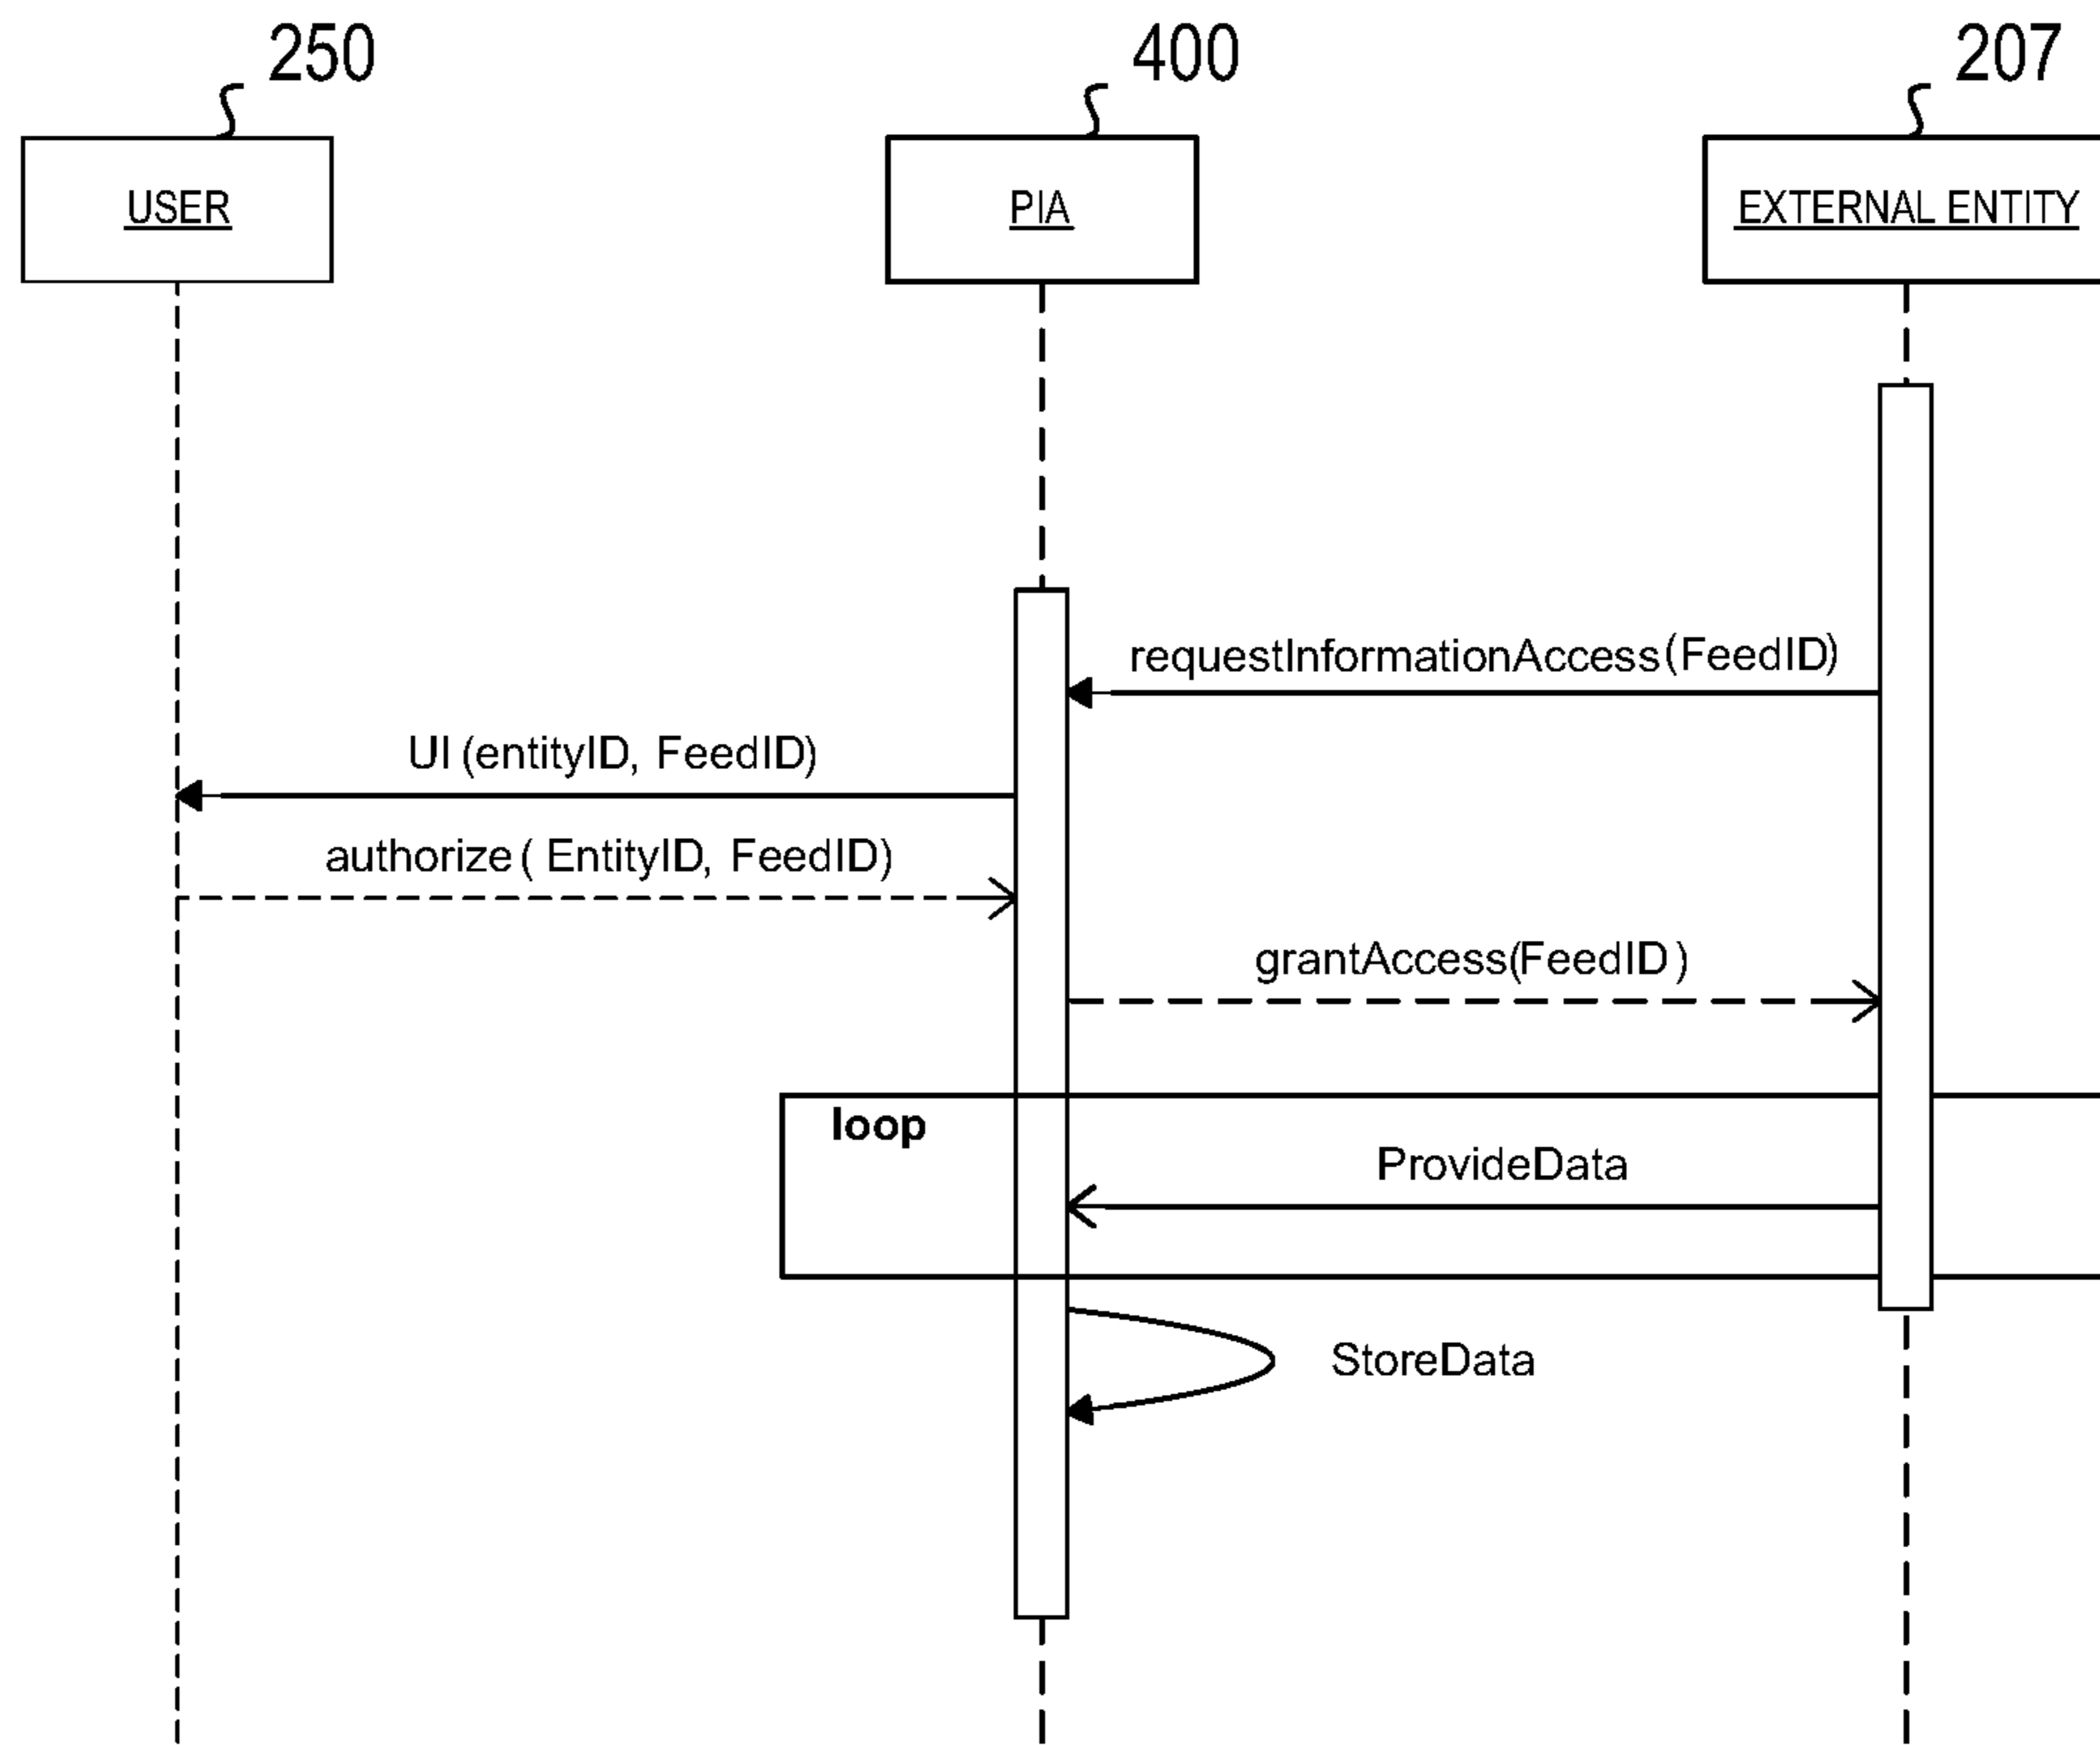 250
400
207
USER
PIA
EXTERNAL ENTITY
requestInformationAccess(FeedID)
UI (entityID, FeedID)
authorize( EntityID, FeedID)
grantAccess(FeedID )
loop
ProvideData
StoreData